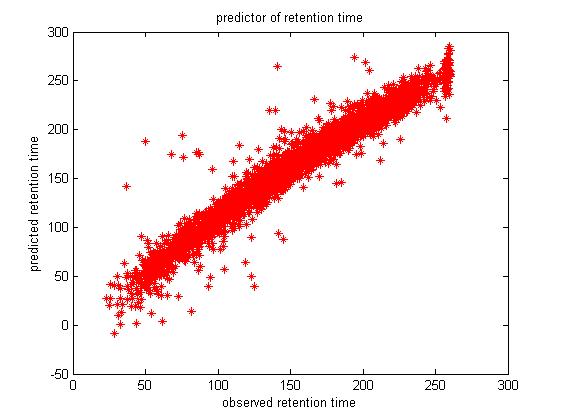 predictor of retention time
300
250
200
150
100
50
0
-50
predicted retention time
0 50 100 150 200 250 300
observed retention time